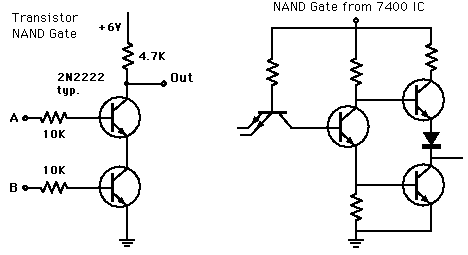 Transistor
NAND Gate
+6V
4.7K
Out
2N2222
typ.
A
10K
10K
B
NAND Gate from 7400 IC